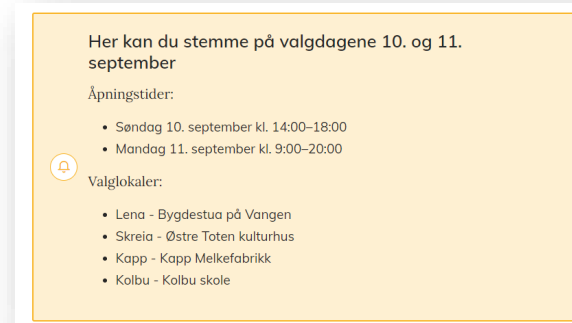 Her kan du stemme på valgdagene 10. og 11.
september
Åpningstider:
Søndag 10. september kl. 14:00–18:00
Mandag 11. september kl. 9:00–20:00
Valglokaler:
Lena - Bygdestua på Vangen
Skreia - Østre Toten kulturhus
Kapp - Kapp Melkefabrikk
Kolbu - Kolbu skole